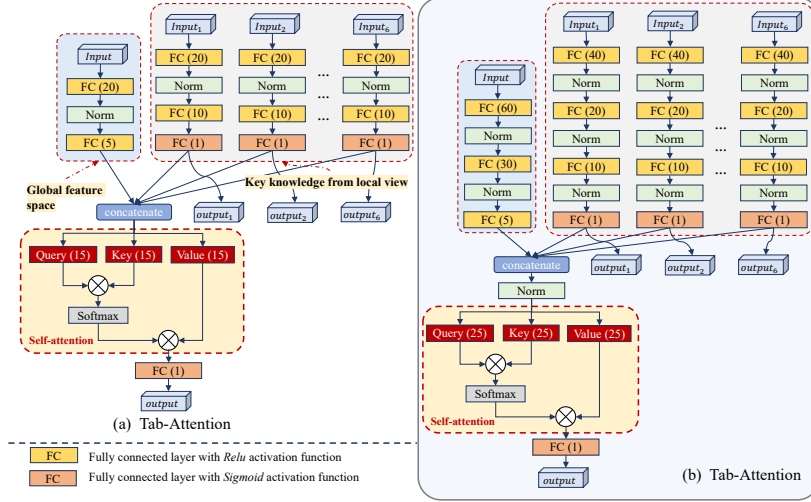 Input
FC (20)
Norm
FC (5)
Input₁ Input₂ Input₆
FC (20) FC (20) FC (20)
Norm Norm Norm
...
FC (10) FC (10) FC (10)
...
FC (1) FC (1) FC (1)
Global feature
space
Key knowledge from local view
concatenate
output₁ output₂ output₆
Query (15) Key (15) Value (15)
Softmax
Self-attention
FC (1)
output
(a) Tab-Attention
FC Fully connected layer with Relu activation function
FC Fully connected layer with Sigmoid activation function
Input
FC (60)
Norm
FC (30)
Norm
FC (5)
Input₁ Input₂ Input₆
FC (40) FC (40) FC (40)
Norm Norm Norm
FC (20) FC (20) FC (20)
...
Norm Norm Norm
...
FC (10) FC (10) FC (10)
...
Norm Norm Norm
FC (1) FC (1) FC (1)
concatenate
output₁ output₂ output₆
Norm
Query (25) Key (25) Value (25)
Softmax
Self-attention
FC (1)
output
(b) Tab-Attention